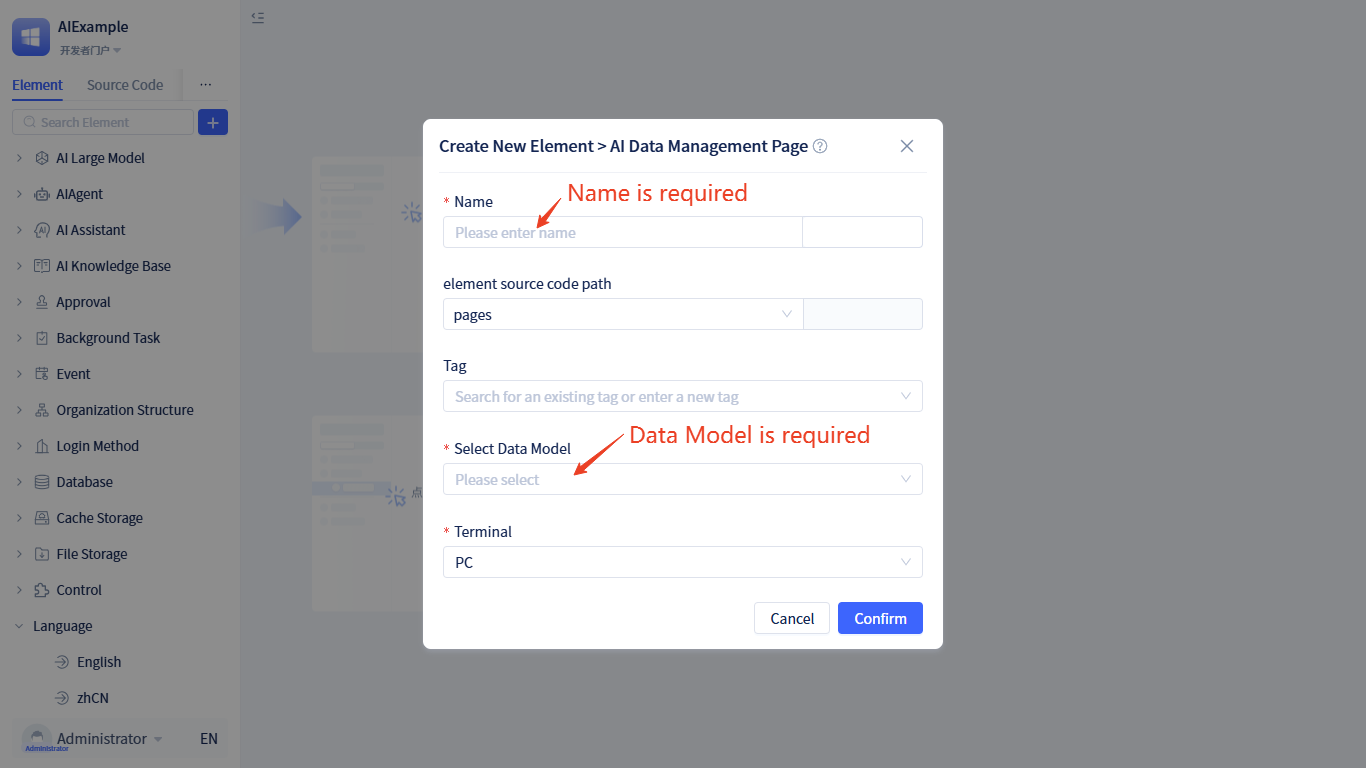 AIExample
开发者门户
Element Source Code ...
Search Element
AI Large Model
AIAgent
AI Assistant
AI Knowledge Base
Approval
Background Task
Event
Organization Structure
Login Method
Database
Cache Storage
File Storage
Control
Language
English
zhCN
Administrator EN
Administrator
点
Create New Element > AI Data Management Page
Name is required
* Name
Please enter name
element source code path
pages
Tag
Search for an existing tag or enter a new tag
Data Model is required
* Select Data Model
Please select
* Terminal
PC
Cancel Confirm